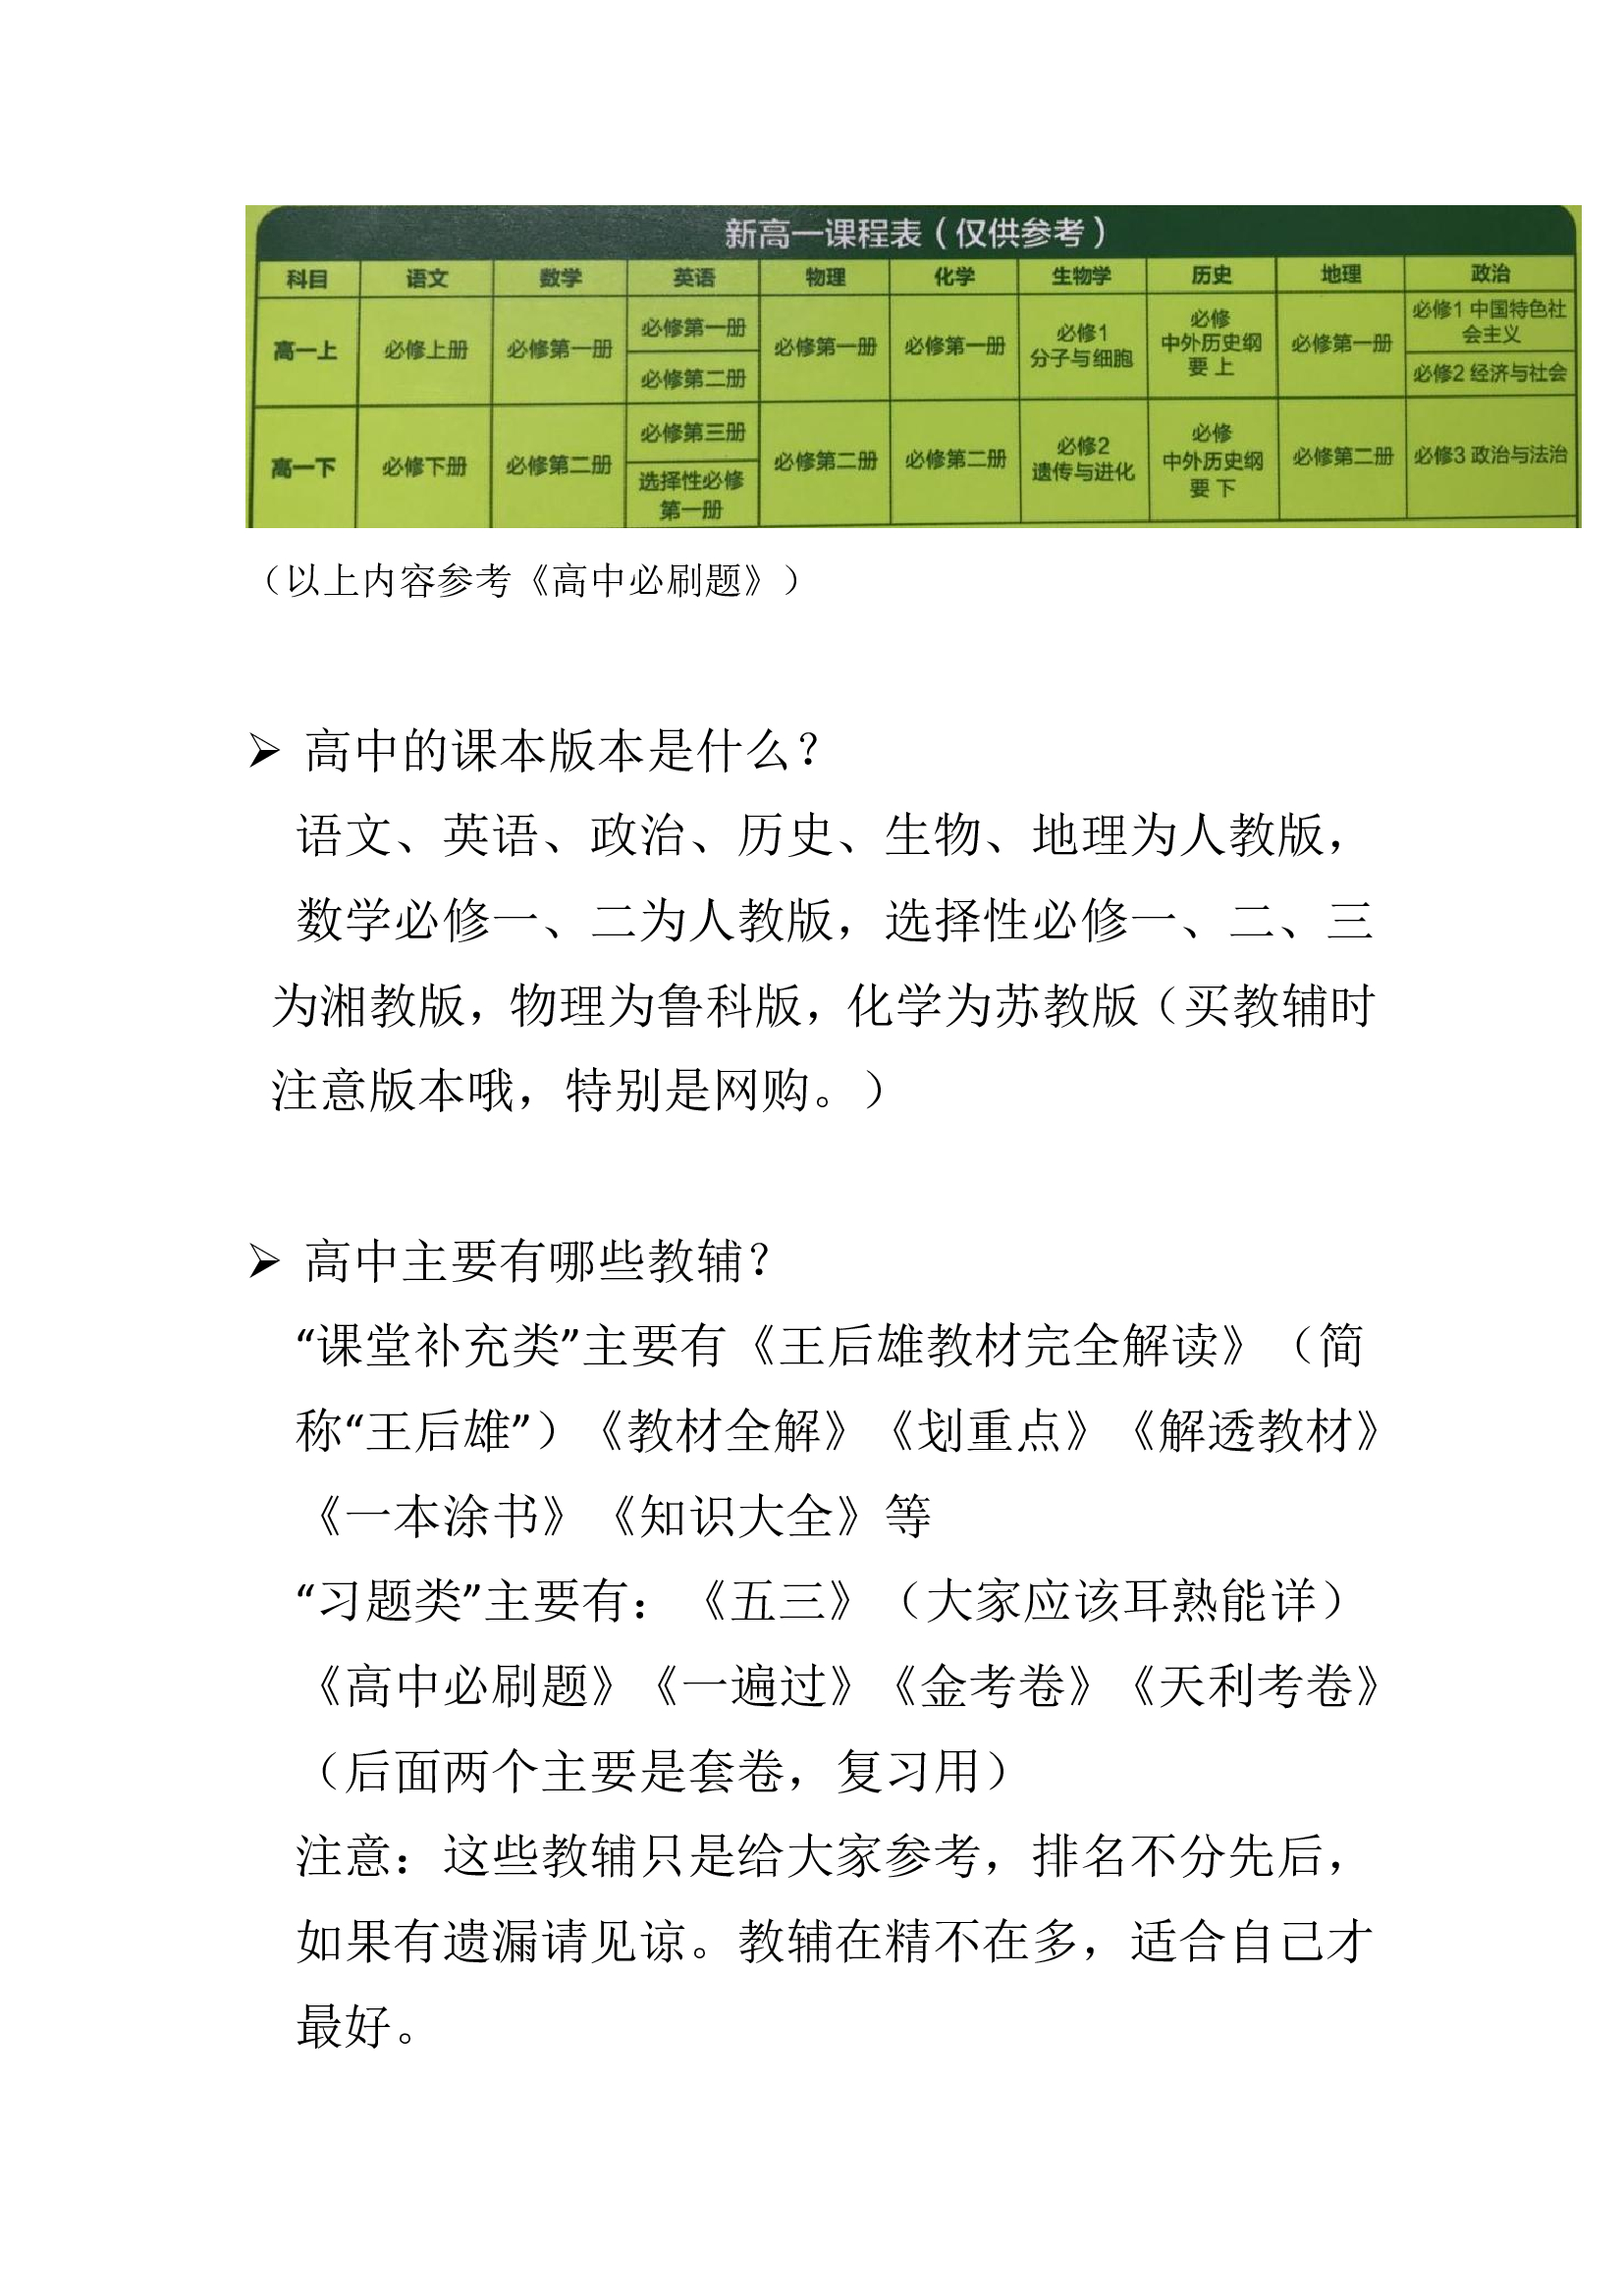 新高一课程表（仅供参考）
科目 语文 数学 英语 物理 化学 生物学 历史 地理 政治
高一上 必修上册 必修第一册 必修第一册 必修第二册 必修第一册 必修第一册 必修1 分子与细胞 必修 中外历史纲要 上 必修第一册 必修1 中国特色社会主义 必修2 经济与社会
高一下 必修下册 必修第二册 必修第三册 选择性必修第一册 必修第二册 必修第二册 必修2 遗传与进化 必修 中外历史纲要 下 必修第二册 必修3 政治与法治
（以上内容参考《高中必刷题》）
➢ 高中的课本版本是什么？
语文、英语、政治、历史、生物、地理为人教版，
数学必修一、二为人教版，选择性必修一、二、三
为湘教版，物理为鲁科版，化学为苏教版（买教辅时
注意版本哦，特别是网购。）
➢ 高中主要有哪些教辅？
“课堂补充类”主要有《王后雄教材完全解读》（简
称“王后雄”）《教材全解》《划重点》《解透教材》
《一本涂书》《知识大全》等
“习题类”主要有：《五三》（大家应该耳熟能详）
《高中必刷题》《一遍过》《金考卷》《天利考卷》
（后面两个主要是套卷，复习用）
注意：这些教辅只是给大家参考，排名不分先后，
如果有遗漏请见谅。教辅在精不在多，适合自己才
最好。